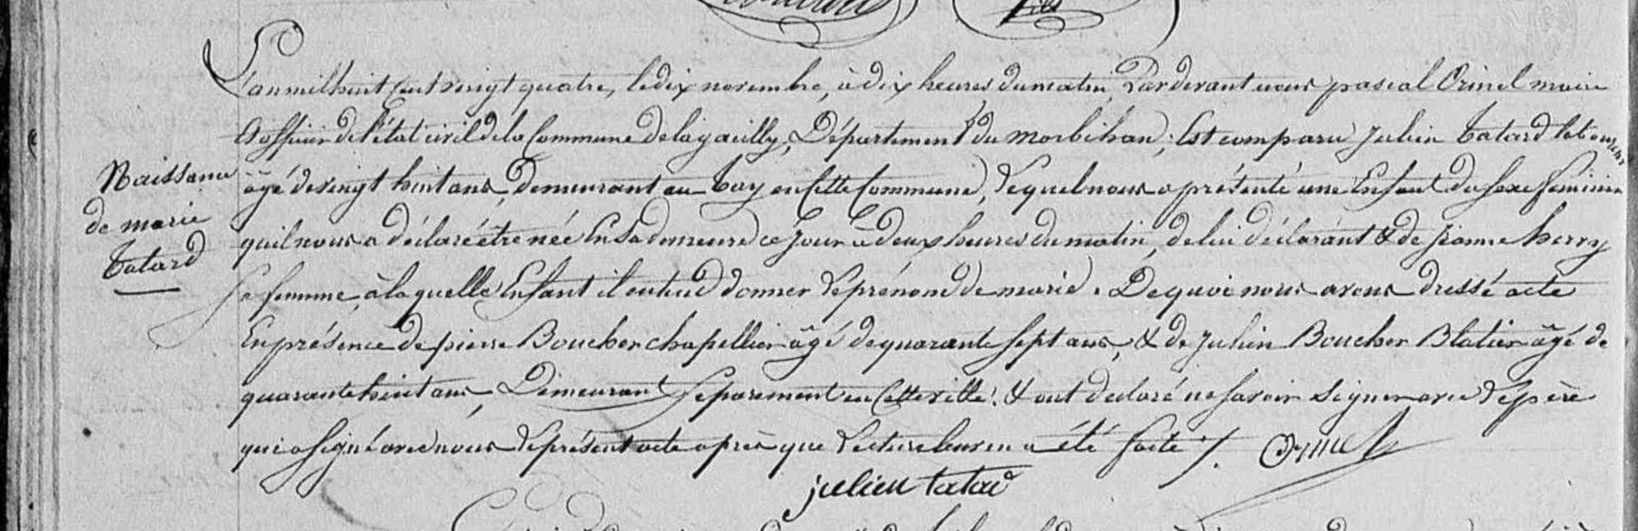 L'an mil huit cent vingt quatre, le dix novembre, à dix heures du matin, Pardevant nous pascal Orinel maire
& officier de l'état civil de la Commune de la gacilly, Département du morbihan; Est comparu Julien Tatard
Naissance
âgé de vingt huit ans, demeurant au Tay en Cette Commune, lequel nous a présenté une Enfant du sexe féminin
de marie
qu'il nous a déclaré être née En sa demeure ce jour à deux heures du matin, de lui déclarant & de Jeanne herry
Tatard
sa femme, à laquelle Enfant il entend donner le prénom de marie. De quoi nous avons dressé acte
En présence de pierre Boucher chapellier âgé de quarante sept ans, & de Julien Boucher Blatier âgé de
quarante huit ans, Demeurant séparement en Cette ville. & ont déclaré ne savoir signer avec le père
qui a signé avec nous le présent acte après que lecture leur en a été faite ./. Orinel
julien tatar